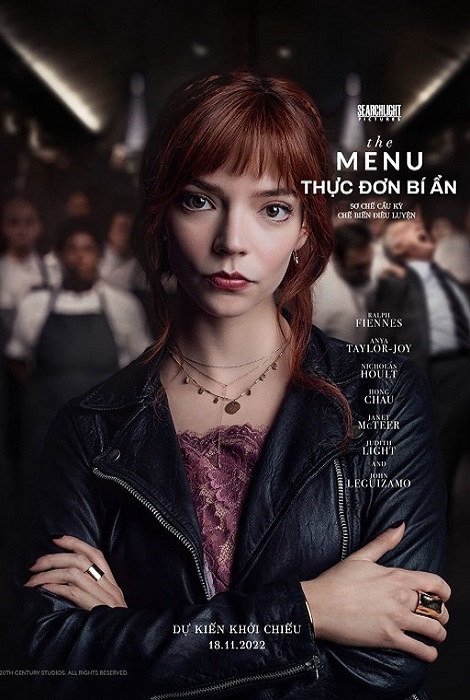 SEARCHLIGHT
PICTURES
the
MENU
THỰC ĐƠN BÍ ẨN
SƠ CHẾ CẦU KỲ
CHẾ BIẾN ĐIÊU LUYỆN
RALPH
FIENNES
ANYA
TAYLOR-JOY
NICHOLAS
HOULT
HONG
CHAU
JANET
McTEER
JUDITH
LIGHT
AND
JOHN
LEGUIZAMO
DỰ KIẾN KHỞI CHIẾU
18.11.2022
20TH CENTURY STUDIOS. ALL RIGHTS RESERVED.